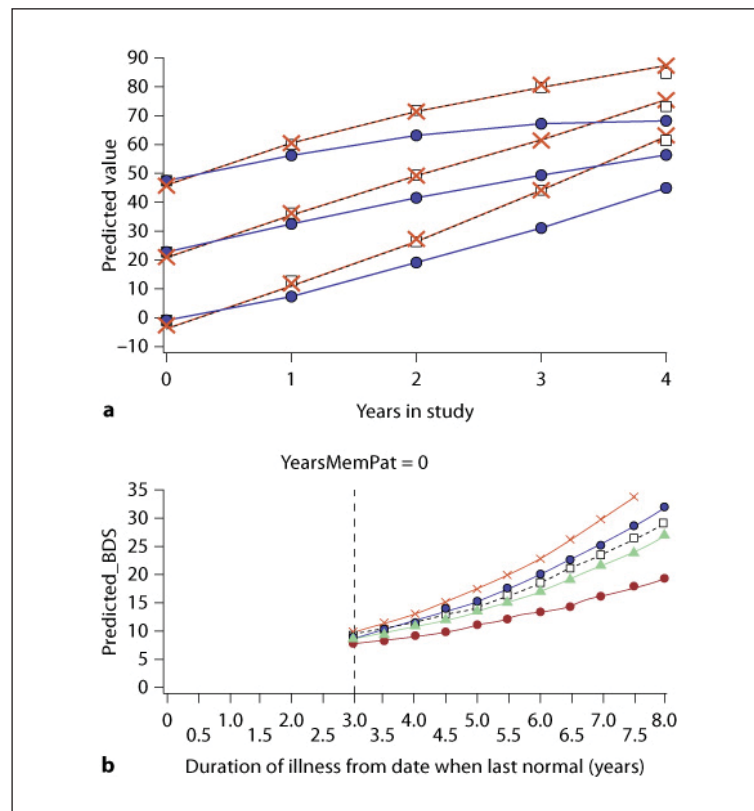 90
80
70
60
50
40
30
20
10
0
–10
Predicted value
0 1 2 3 4
a
Years in study
YearsMemPat = 0
35
30
25
20
15
10
5
0
Predicted_BDS
0 1.0 2.0 3.0 4.0 5.0 6.0 7.0 8.0
0.5 1.5 2.5 3.5 4.5 5.5 6.5 7.5
b
Duration of illness from date when last normal (years)